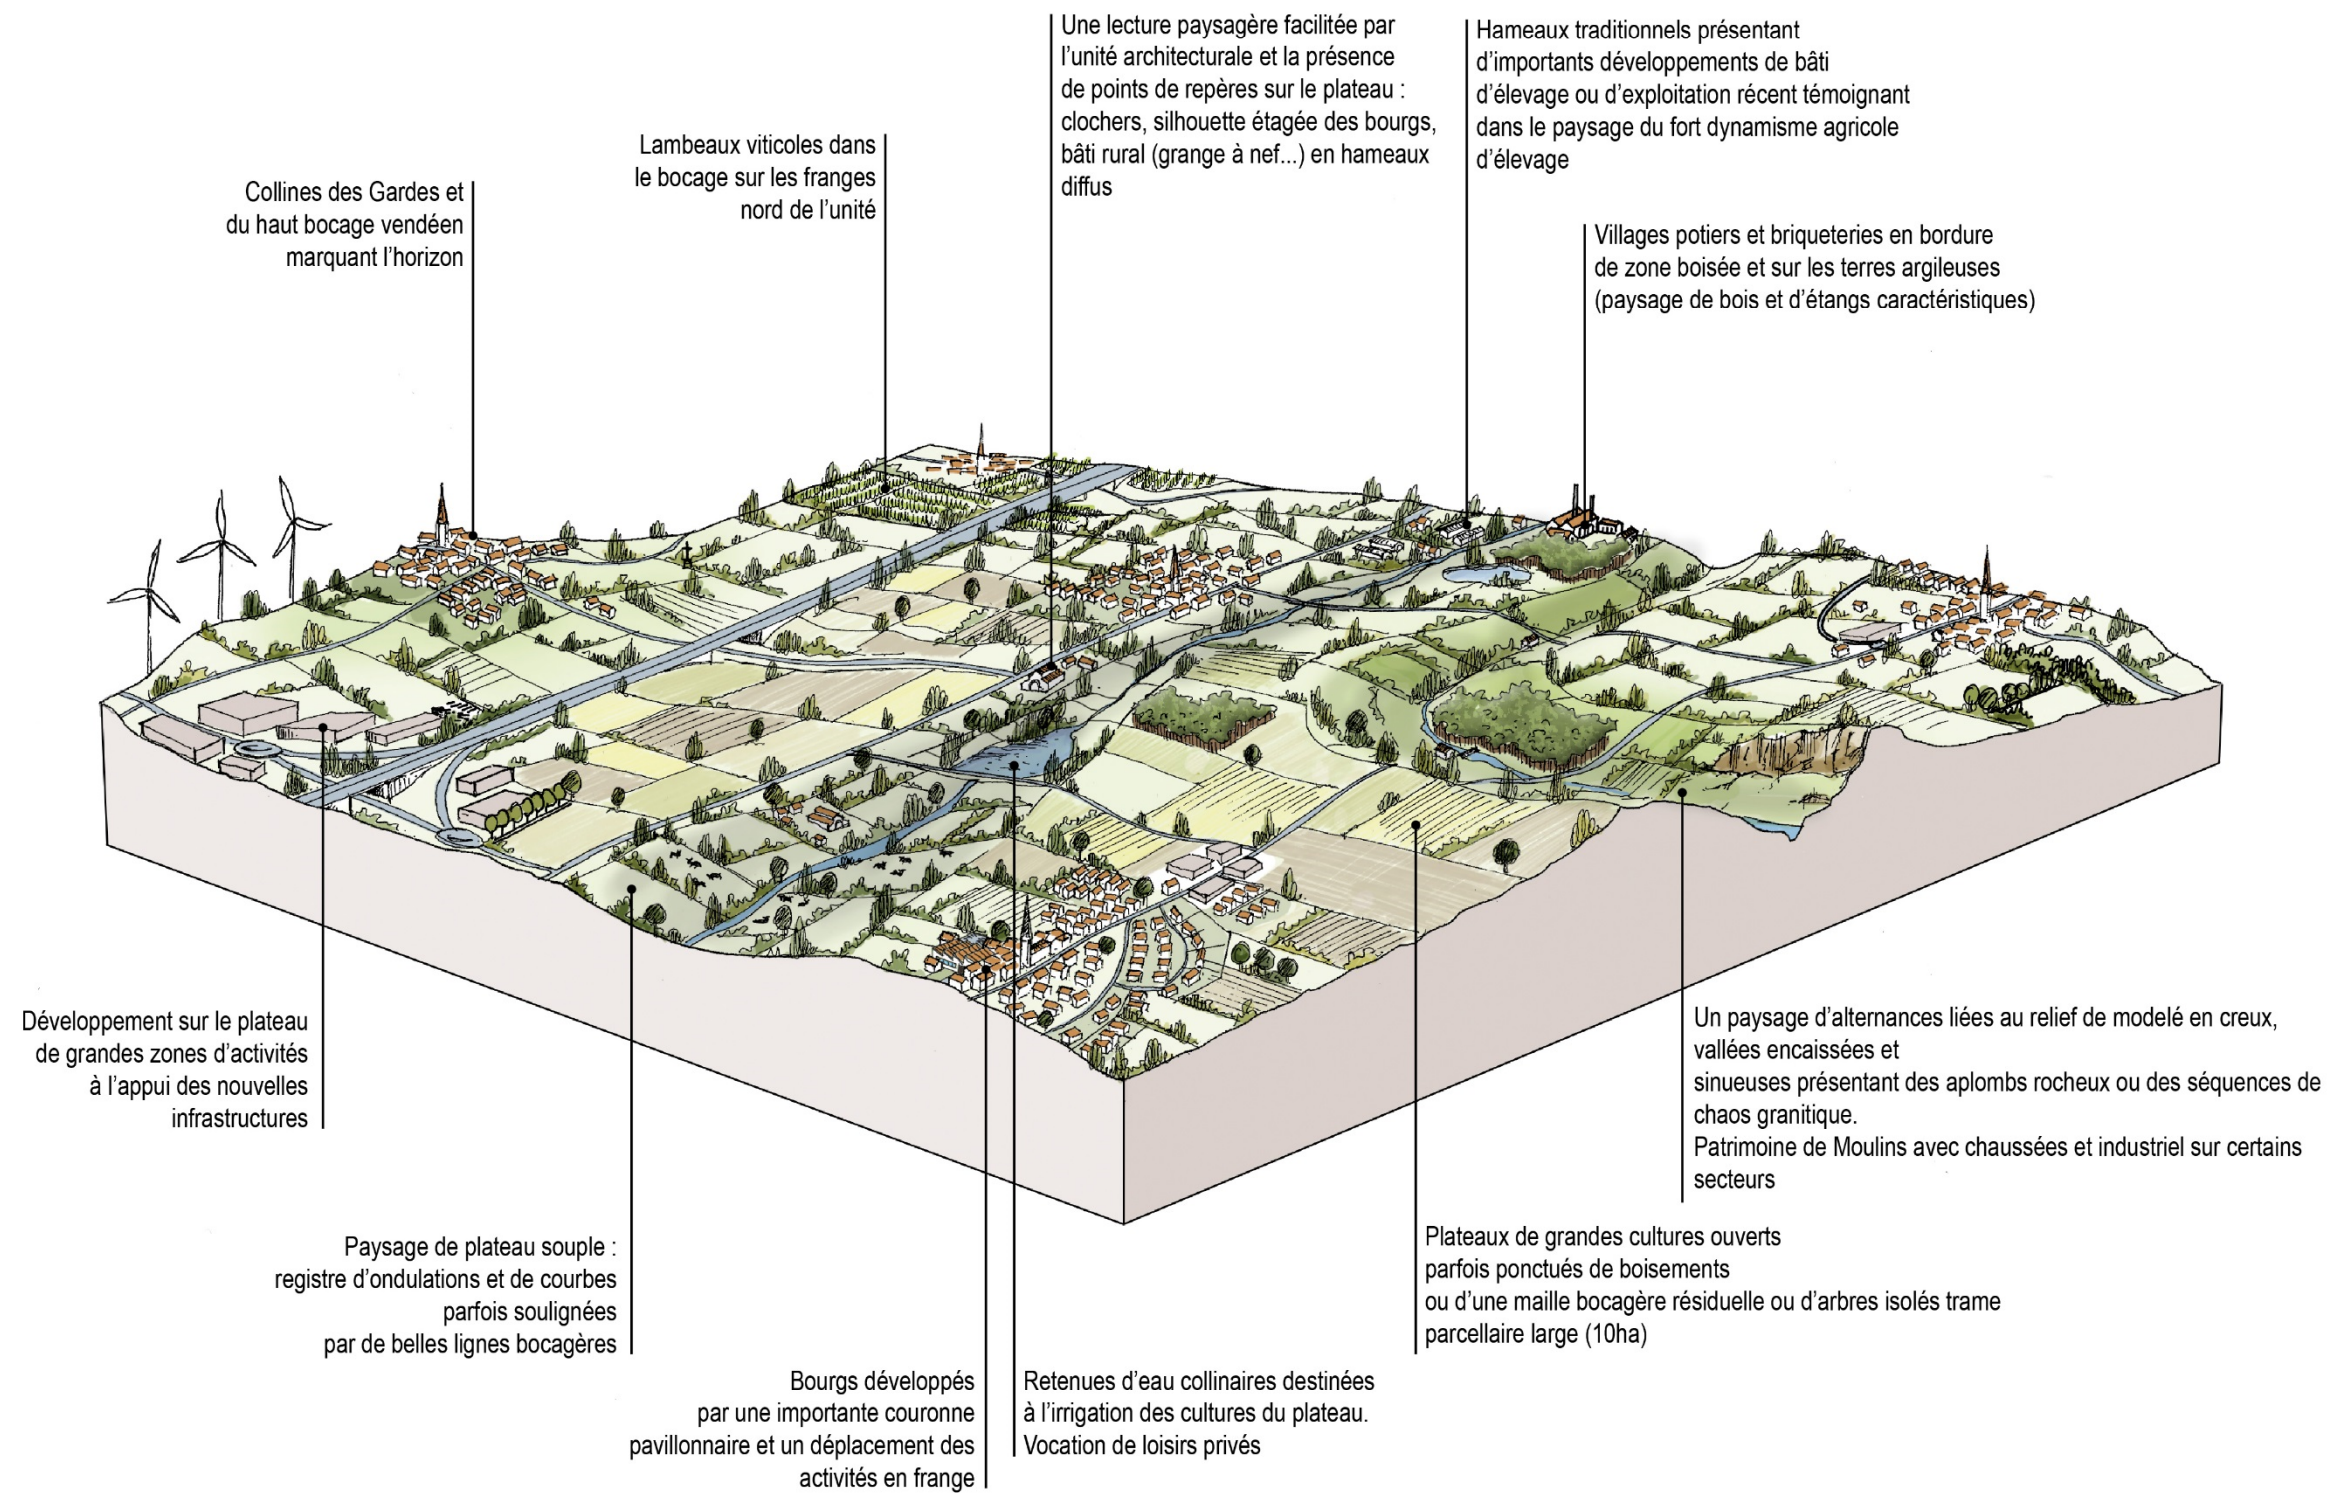 Une lecture paysagère facilitée par
l'unité architecturale et la présence
de points de repères sur le plateau :
clochers, silhouette étagée des bourgs,
bâti rural (grange à nef...) en hameaux
diffus
Hameaux traditionnels présentant
d'importants développements de bâti
d'élevage ou d'exploitation récent témoignant
dans le paysage du fort dynamisme agricole
d'élevage
Lambeaux viticoles dans
le bocage sur les franges
nord de l'unité
Collines des Gardes et
du haut bocage vendéen
marquant l'horizon
Villages potiers et briqueteries en bordure
de zone boisée et sur les terres argileuses
(paysage de bois et d'étangs caractéristiques)
Développement sur le plateau
de grandes zones d'activités
à l'appui des nouvelles
infrastructures
Un paysage d'alternances liées au relief de modelé en creux,
vallées encaissées et
sinueuses présentant des aplombs rocheux ou des séquences de
chaos granitique.
Patrimoine de Moulins avec chaussées et industriel sur certains
secteurs
Paysage de plateau souple :
registre d'ondulations et de courbes
parfois soulignées
par de belles lignes bocagères
Plateaux de grandes cultures ouverts
parfois ponctués de boisements
ou d'une maille bocagère résiduelle ou d'arbres isolés trame
parcellaire large (10ha)
Bourgs développés
par une importante couronne
pavillonnaire et un déplacement des
activités en frange
Retenues d'eau collinaires destinées
à l'irrigation des cultures du plateau.
Vocation de loisirs privés